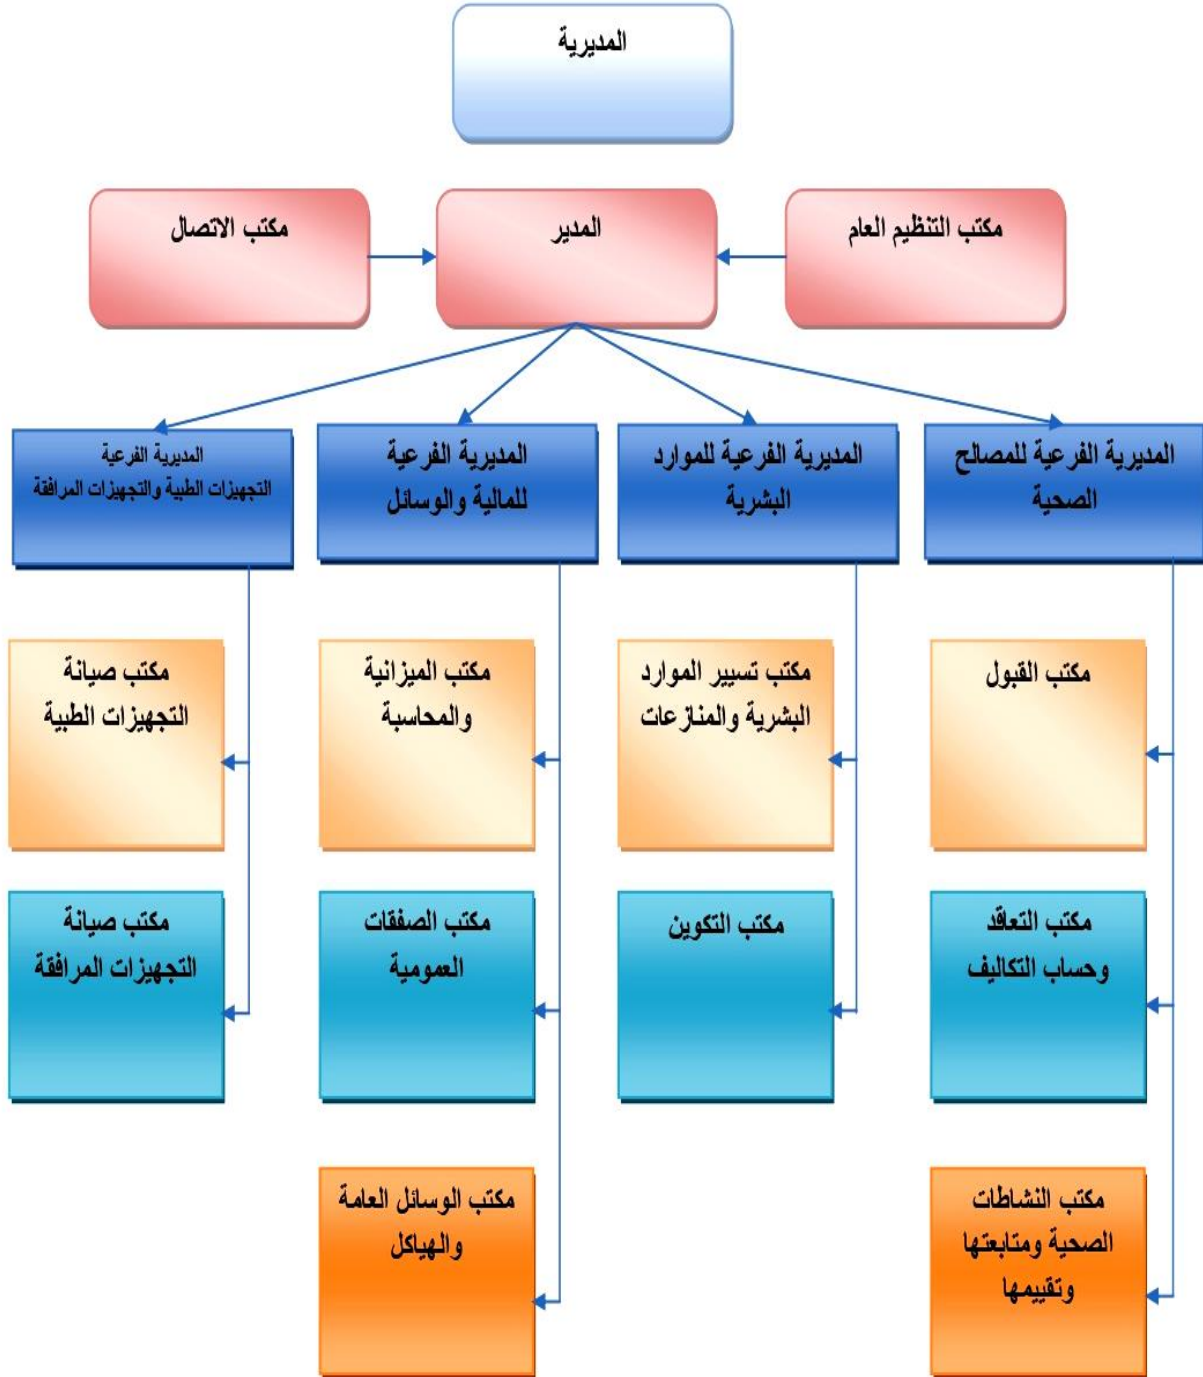 المديرية
مكتب التنظيم العام
المدير
مكتب الاتصال
المديرية الفرعية للمصالح
الصحية
المديرية الفرعية للموارد
البشرية
المديرية الفرعية
للمالية والوسائل
المديرية الفرعية
التجهيزات الطبية والتجهيزات المرافقة
مكتب القبول
مكتب تسيير الموارد
البشرية والمنازعات
مكتب الميزانية
والمحاسبة
مكتب صيانة
التجهيزات الطبية
مكتب التعاقد
وحساب التكاليف
مكتب التكوين
مكتب الصفقات
العمومية
مكتب صيانة
التجهيزات المرافقة
مكتب النشاطات
الصحية ومتابعتها
وتقييمها
مكتب الوسائل العامة
والهياكل